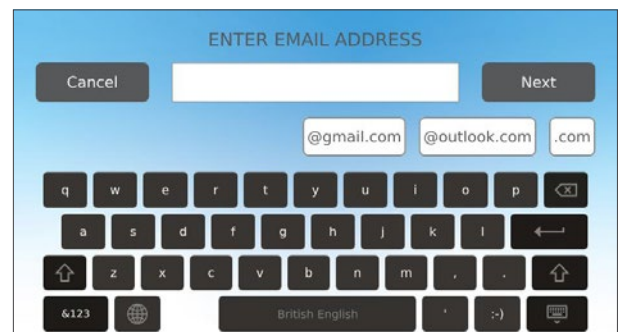 ENTER EMAIL ADDRESS
Cancel Next
@gmail.com @outlook.com .com
q w e r t y u i o p
a s d f g h j k l
z x c v b n m , .
&123 British English ' :-)